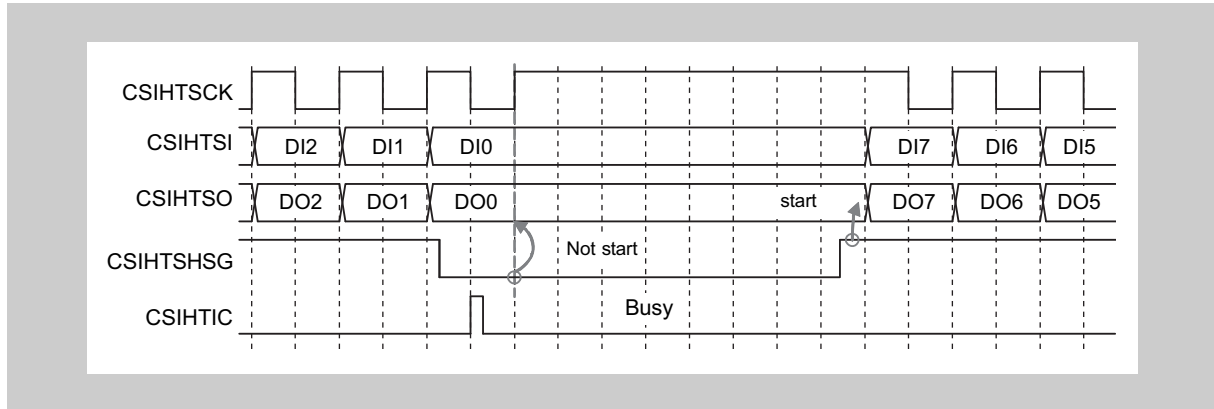 CSIHTSCK
CSIHTSI DI2 DI1 DI0 DI7 DI6 DI5
CSIHTSO DO2 DO1 DO0 start DO7 DO6 DO5
CSIHTSHSG Not start
CSIHTIC Busy